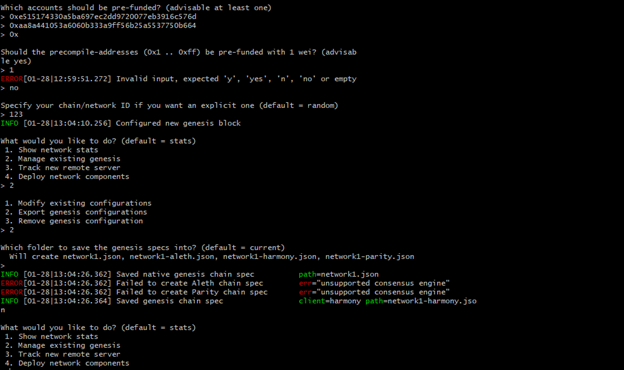 Which accounts should be pre-funded? (advisable at least one)
> 0xe515174330a5ba697ec2dd9720077eb3916c576d
> 0xaa8a441053a6060b333a9ff56b25a5537750b664
> 0x
Should the precompile-addresses (0x1 .. 0xff) be pre-funded with 1 wei? (advisab
le yes)
> 1
ERROR[01-28|12:59:51.272] Invalid input, expected 'y', 'yes', 'n', 'no' or empty
> no
Specify your chain/network ID if you want an explicit one (default = random)
> 123
INFO [01-28|13:04:10.256] Configured new genesis block
What would you like to do? (default = stats)
1. Show network stats
2. Manage existing genesis
3. Track new remote server
4. Deploy network components
> 2
1. Modify existing configurations
2. Export genesis configurations
3. Remove genesis configuration
> 2
Which folder to save the genesis specs into? (default = current)
Will create network1.json, network1-aleth.json, network1-harmony.json, network1-parity.json
>
INFO [01-28|13:04:26.362] Saved native genesis chain spec path=network1.json
ERROR[01-28|13:04:26.362] Failed to create Aleth chain spec err="unsupported consensus engine"
ERROR[01-28|13:04:26.362] Failed to create Parity chain spec err="unsupported consensus engine"
INFO [01-28|13:04:26.364] Saved genesis chain spec client=harmony path=network1-harmony.jso
n
What would you like to do? (default = stats)
1. Show network stats
2. Manage existing genesis
3. Track new remote server
4. Deploy network components